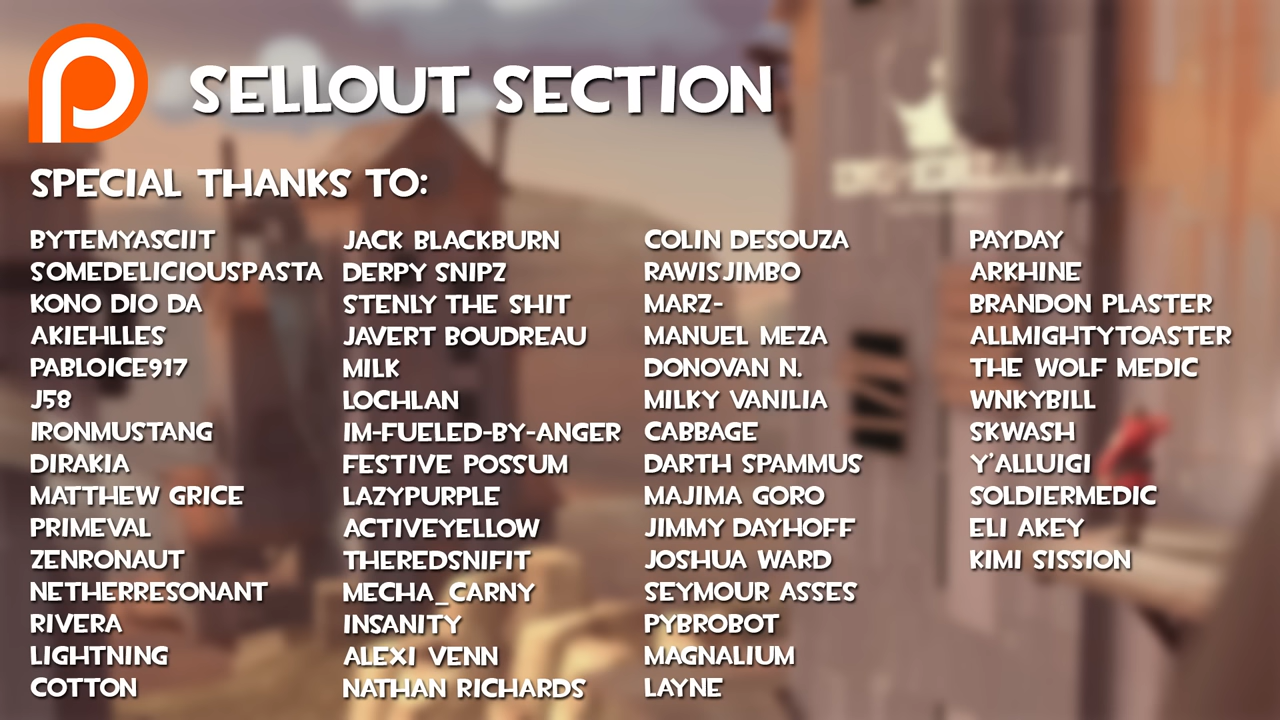 SELLOUT SECTION
SPECIAL THANKS TO:
BYTEMYASCIIT
SOMEDELICIOUSPASTA
KONO DIO DA
AKIEHLLES
PABLOICE917
J58
IRONMUSTANG
DIRAKIA
MATTHEW GRICE
PRIMEVAL
ZENRONAUT
NETHERRESONANT
RIVERA
LIGHTNING
COTTON
JACK BLACKBURN
DERPY SNIPZ
STENLY THE SHIT
JAVERT BOUDREAU
MILK
LOCHLAN
IM-FUELED-BY-ANGER
FESTIVE POSSUM
LAZYPURPLE
ACTIVEYELLOW
THEREDSNIFIT
MECHA_CARNY
INSANITY
ALEXI VENN
NATHAN RICHARDS
COLIN DESOUZA
RAWISJIMBO
MARZ-
MANUEL MEZA
DONOVAN N.
MILKY VANILIA
CABBAGE
DARTH SPAMMUS
MAJIMA GORO
JIMMY DAYHOFF
JOSHUA WARD
SEYMOUR ASSES
PYBROBOT
MAGNALIUM
LAYNE
PAYDAY
ARKHINE
BRANDON PLASTER
ALLMIGHTYTOASTER
THE WOLF MEDIC
WNKYBILL
SKWASH
Y'ALLUIGI
SOLDIERMEDIC
ELI AKEY
KIMI SISSION